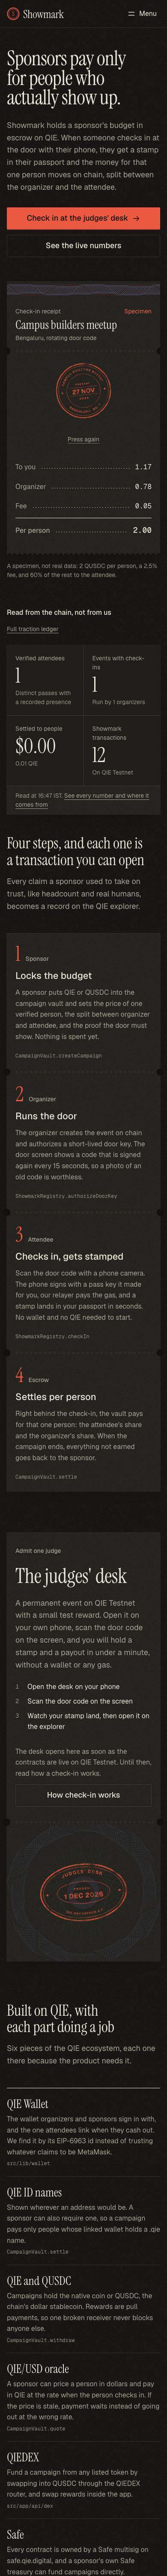 Showmark
Menu
Sponsors pay only
for people who
actually show up.
Showmark holds a sponsor's budget in
escrow on QIE. When someone checks in at
the door with their phone, they get a stamp
in their passport and the money for that
one person moves on chain, split between
the organizer and the attendee.
Check in at the judges' desk →
See the live numbers
Check-in receipt
Specimen
Campus builders meetup
Bengaluru, rotating door code
27 NOV
Press again
To you 1.17
Organizer 0.78
Fee 0.05
Per person 2.00
A specimen, not real data: 2 QUSDC per person, a 2.5%
fee, and 60% of the rest to the attendee.
Read from the chain, not from us
Full traction ledger
Verified attendees
1
Distinct passes with
a recorded presence
Events with check-
ins
1
Run by 1 organizers
Settled to people
$0.00
0.01 QIE
Showmark
transactions
12
On QIE Testnet
Read at 16:47 IST. See every number and where it
comes from
Four steps, and each one is
a transaction you can open
Every claim a sponsor used to take on
trust, like headcount and real humans,
becomes a record on the QIE explorer.
1 Sponsor
Locks the budget
A sponsor puts QIE or QUSDC into the
campaign vault and sets the price of one
verified person, the split between organizer
and attendee, and the proof the door must
show. Nothing is spent yet.
CampaignVault.createCampaign
2 Organizer
Runs the door
The organizer creates the event on chain
and authorizes a short-lived door key. The
door screen shows a code that is signed
again every 15 seconds, so a photo of an
old code is worthless.
ShowmarkRegistry.authorizeDoorKey
3 Attendee
Checks in, gets stamped
Scan the door code with a phone camera.
The phone signs with a pass key it made
for you, our relayer pays the gas, and a
stamp lands in your passport in seconds.
No wallet and no QIE needed to start.
ShowmarkRegistry.checkIn
4 Escrow
Settles per person
Right behind the check-in, the vault pays
for that one person: the attendee's share
and the organizer's share. When the
campaign ends, everything not earned
goes back to the sponsor.
CampaignVault.settle
Admit one judge
The judges' desk
A permanent event on QIE Testnet
with a small test reward. Open it on
your own phone, scan the door code
on the screen, and you will hold a
stamp and a payout in under a minute,
without a wallet or any gas.
1 Open the desk on your phone
2 Scan the door code on the screen
3 Watch your stamp land, then open it on
the explorer
The desk opens here as soon as the
contracts are live on QIE Testnet. Until then,
read how a check-in works.
How check-in works
JUDGES' DESK
1 DEC 2026
Built on QIE, with
each part doing a job
Six pieces of the QIE ecosystem, each one
there because the product needs it.
QIE Wallet
The wallet organizers and sponsors sign in with,
and the one attendees link when they cash out.
We find it by its EIP-6963 id instead of trusting
whatever claims to be MetaMask.
src/lib/wallet
QIE ID names
Shown wherever an address would be. A
sponsor can also require one, so a campaign
pays only people whose linked wallet holds a .qie
name.
CampaignVault.settle
QIE and QUSDC
Campaigns hold the native coin or QUSDC, the
chain's dollar stablecoin. Rewards are pull
payments, so one broken receiver never blocks
anyone else.
CampaignVault.withdraw
QIE/USD oracle
A sponsor can price a person in dollars and pay
in QIE at the rate when the person checks in. If
the price is stale, payment waits instead of going
out at the wrong rate.
CampaignVault.quote
QIEDEX
Fund a campaign from any listed token by
swapping into QUSDC through the QIEDEX
router, and swap rewards inside the app.
src/app/api/dex
Safe
Every contract is owned by a Safe multisig on
safe.qie.digital, and a sponsor's own Safe
treasury can fund campaigns directly.